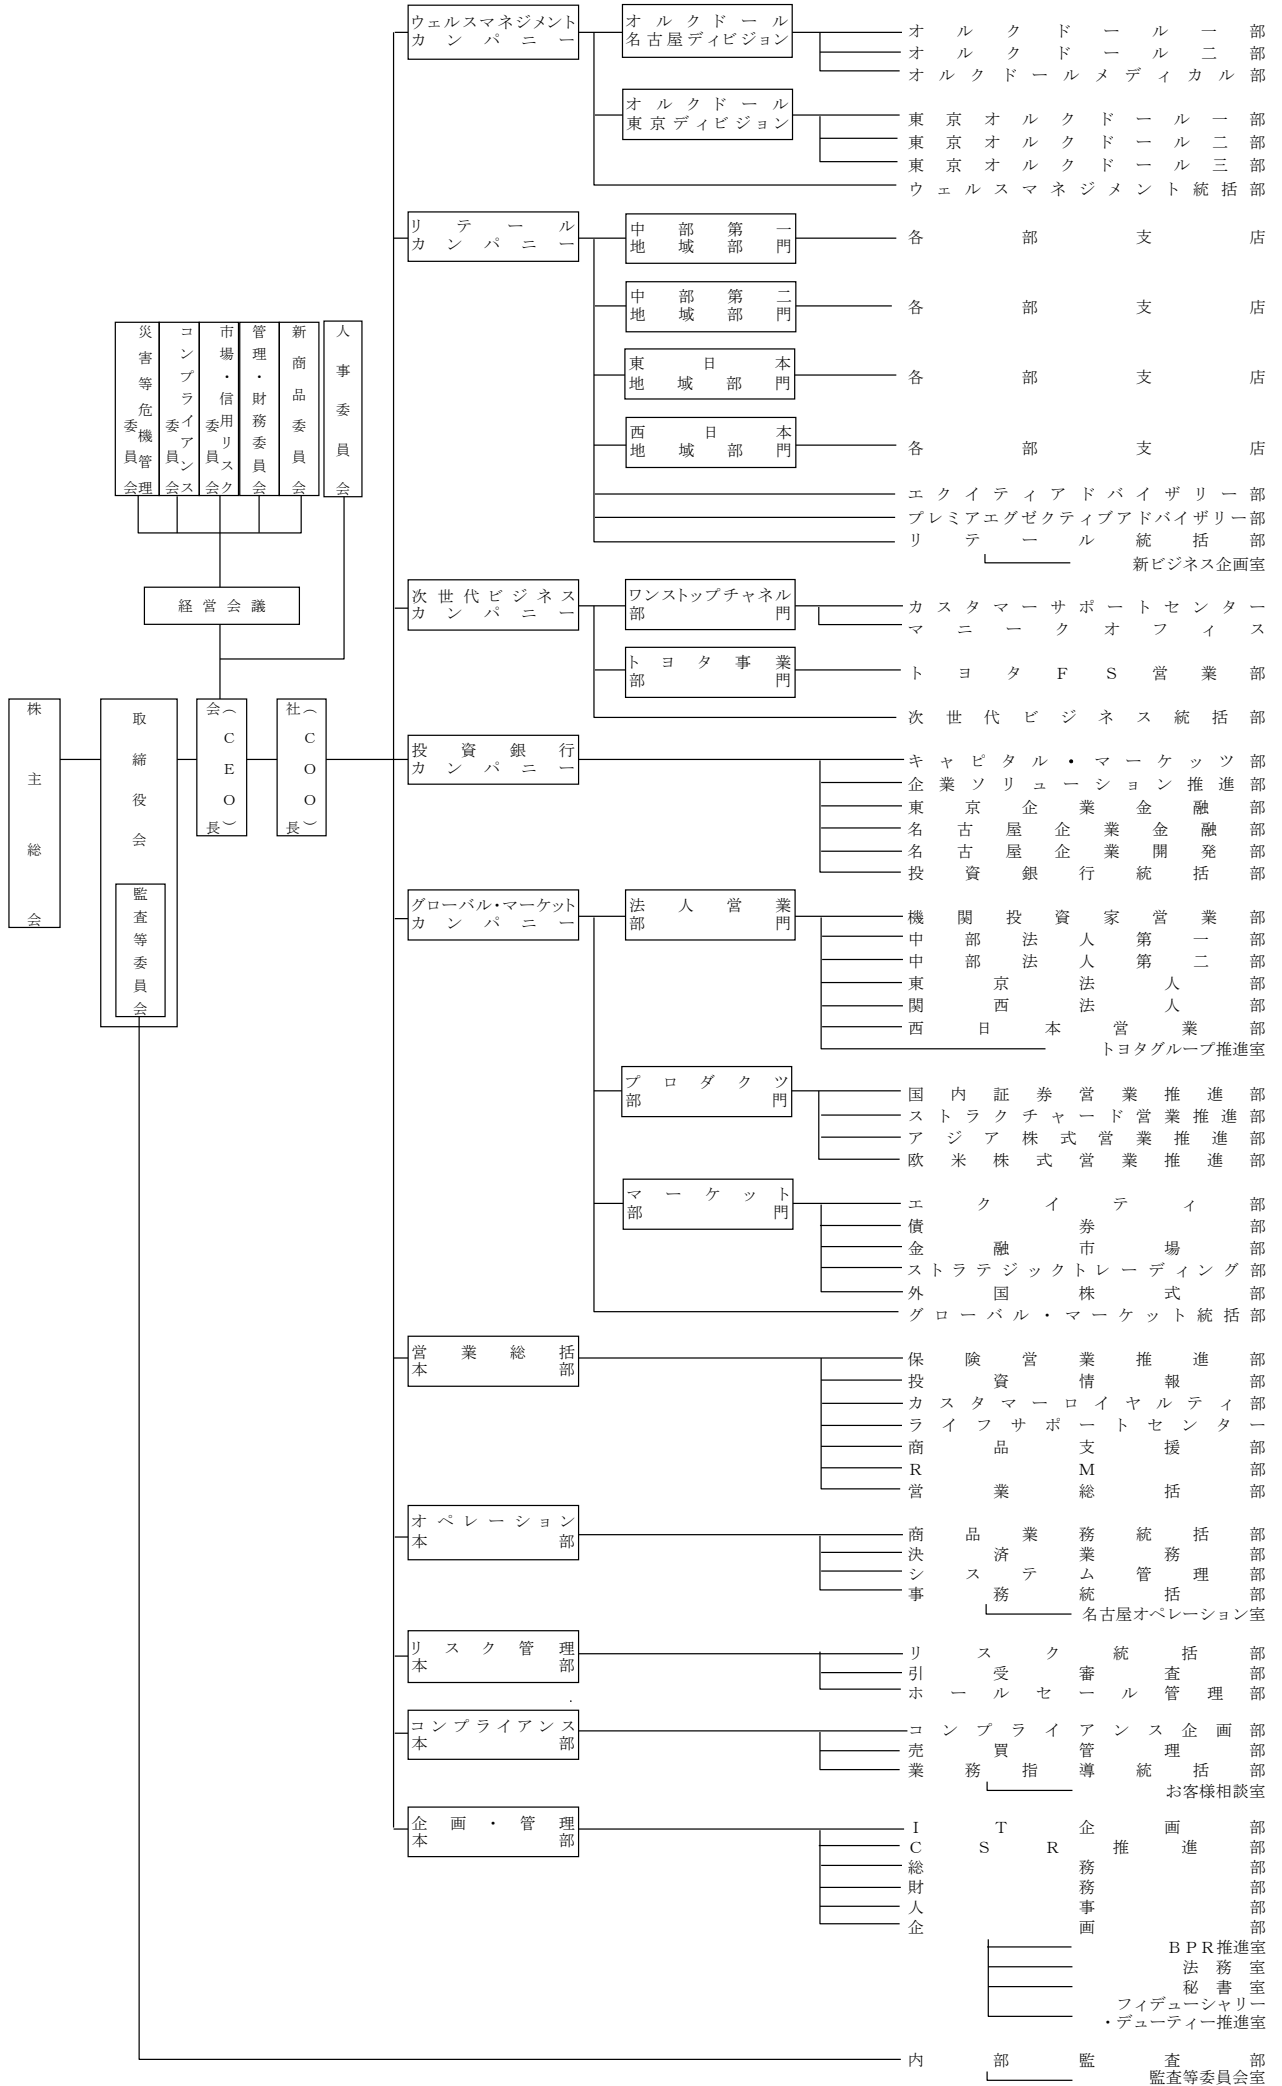 ウェルスマネジメント
カンパニー
オルクドール
名古屋ディビジョン
オルクドール一部
オルクドール二部
オルクドールメディカル部
オルクドール
東京ディビジョン
東京オルクドール一部
東京オルクドール二部
東京オルクドール三部
ウェルスマネジメント統括部
リテール
カンパニー
中部第一
地域部門
各部支店
中部第二
地域部門
各部支店
東日本
地域部門
各部支店
西日本
地域部門
各部支店
エクイティアドバイザリー部
プレミアエグゼクティブアドバイザリー部
リテール統括部
新ビジネス企画室
災害等危機管理
委員会
コンプライアンス
委員会
市場・信用リスク
委員会
管理・財務委員会
新商品委員会
人事委員会
経営会議
株主総会
取締役会
監査等委員会
会長
(CEO)
社長
(COO)
次世代ビジネス
カンパニー
ワンストップチャネル
部門
カスタマーサポートセンター
マニークオフィス
トヨタ事業
部門
トヨタFS営業部
次世代ビジネス統括部
投資銀行
カンパニー
キャピタル・マーケッツ部
企業ソリューション推進部
東京企業金融部
名古屋企業金融部
名古屋企業開発部
投資銀行統括部
グローバル・マーケット
カンパニー
法人営業
部門
機関投資家営業部
中部法人第一部
中部法人第二部
東京法人部
関西法人部
西日本営業部
トヨタグループ推進室
プロダクツ
部門
国内証券営業推進部
ストラクチャード営業推進部
アジア株式営業推進部
欧米株式営業推進部
マーケット
部門
エクイティ部
債券部
金融市場部
ストラテジックトレーディング部
外国株式部
グローバル・マーケット統括部
営業総括
本部
保険営業推進部
投資情報部
カスタマーロイヤルティ部
ライフサポートセンター
商品支援部
RM部
営業総括部
オペレーション
本部
商品業務統括部
決済業務部
システム管理部
事務統括部
名古屋オペレーション室
リスク管理
本部
リスク統括部
引受審査部
ホールセール管理部
コンプライアンス
本部
コンプライアンス企画部
売買管理部
業務指導統括部
お客様相談室
企画・管理
本部
IT企画部
CSR推進部
総務部
財務部
人事部
企画部
BPR推進室
法務室
秘書室
フィデューシャリー
・デューティー推進室
内部監査部
監査等委員会室